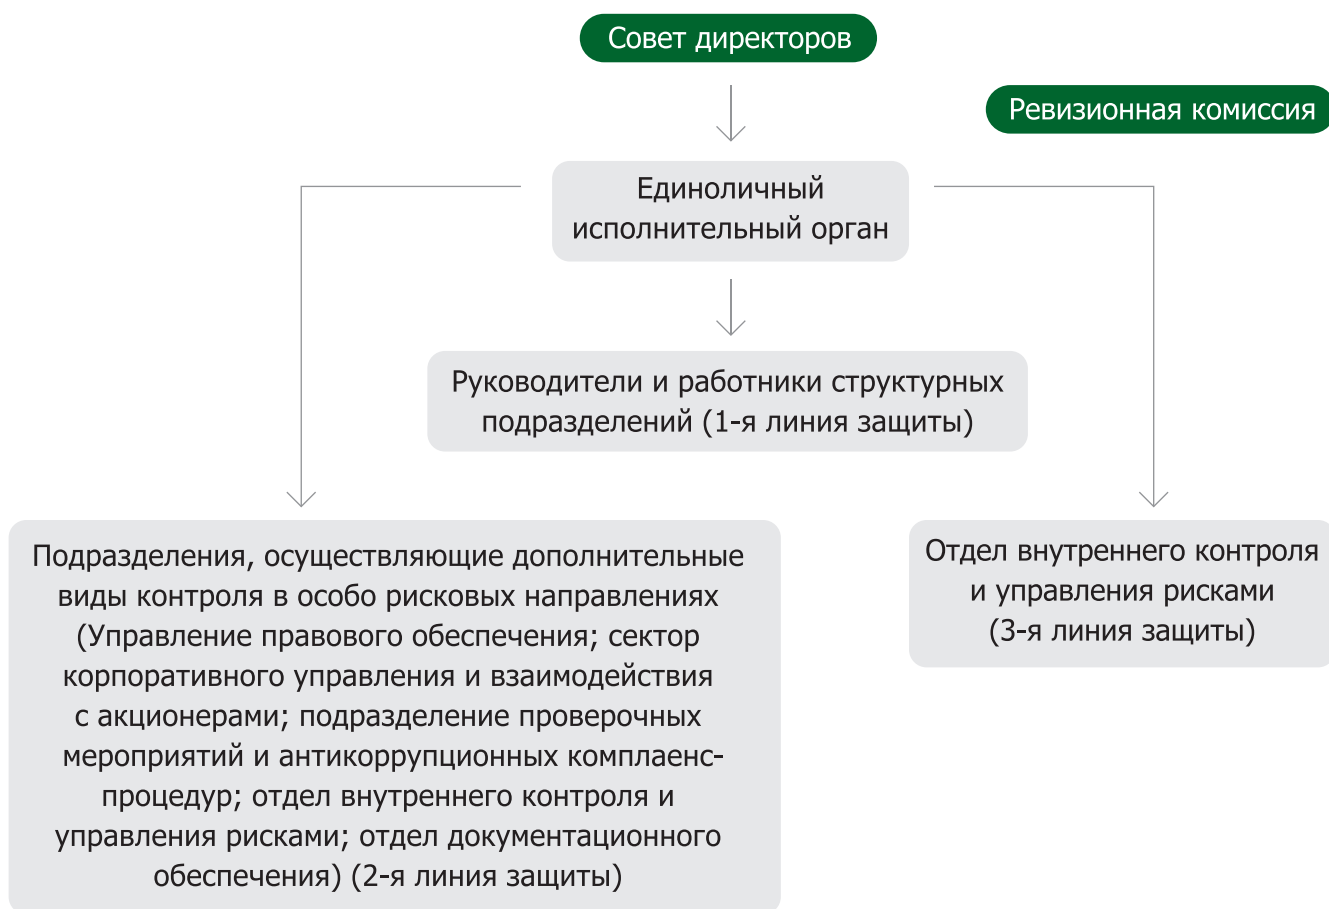 Совет директоров
Ревизионная комиссия
Единоличный
исполнительный орган
Руководители и работники структурных
подразделений (1-я линия защиты)
Подразделения, осуществляющие дополнительные
виды контроля в особо рисковых направлениях
(Управление правового обеспечения; сектор
корпоративного управления и взаимодействия
с акционерами; подразделение проверочных
мероприятий и антикоррупционных комплаенс-
процедур; отдел внутреннего контроля и
управления рисками; отдел документационного
обеспечения) (2-я линия защиты)
Отдел внутреннего контроля
и управления рисками
(3-я линия защиты)